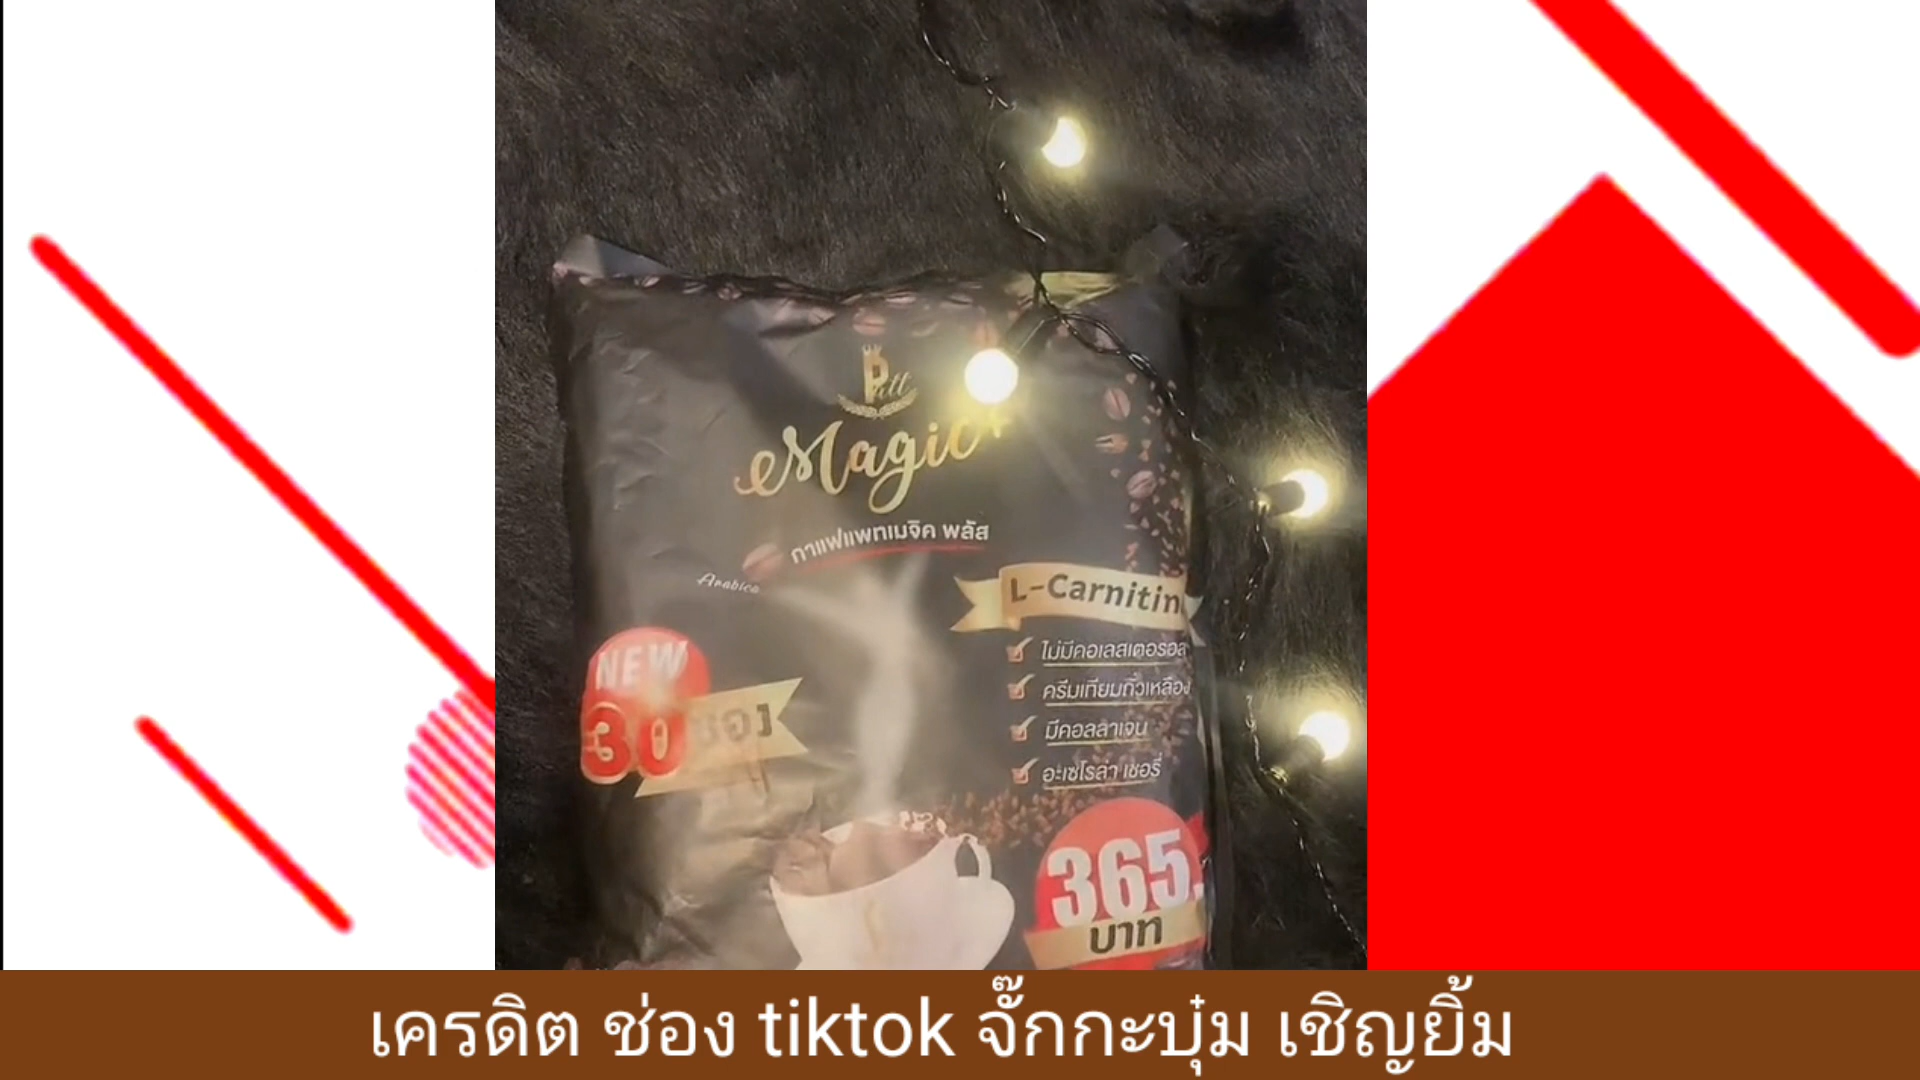 Patt
Magic
กาแฟแพทเมจิค พลัส
Arabica
L-Carnitin
NEW
30 ซอง
ไม่มีคอเลสเตอรอล
ครีมเทียมถั่วเหลือง
มีคอลลาเจน
อะเซโรล่า เชอรี่
365.
บาท
เครดิต ช่อง tiktok จั๊กกะบุ๋ม เชิญยิ้ม